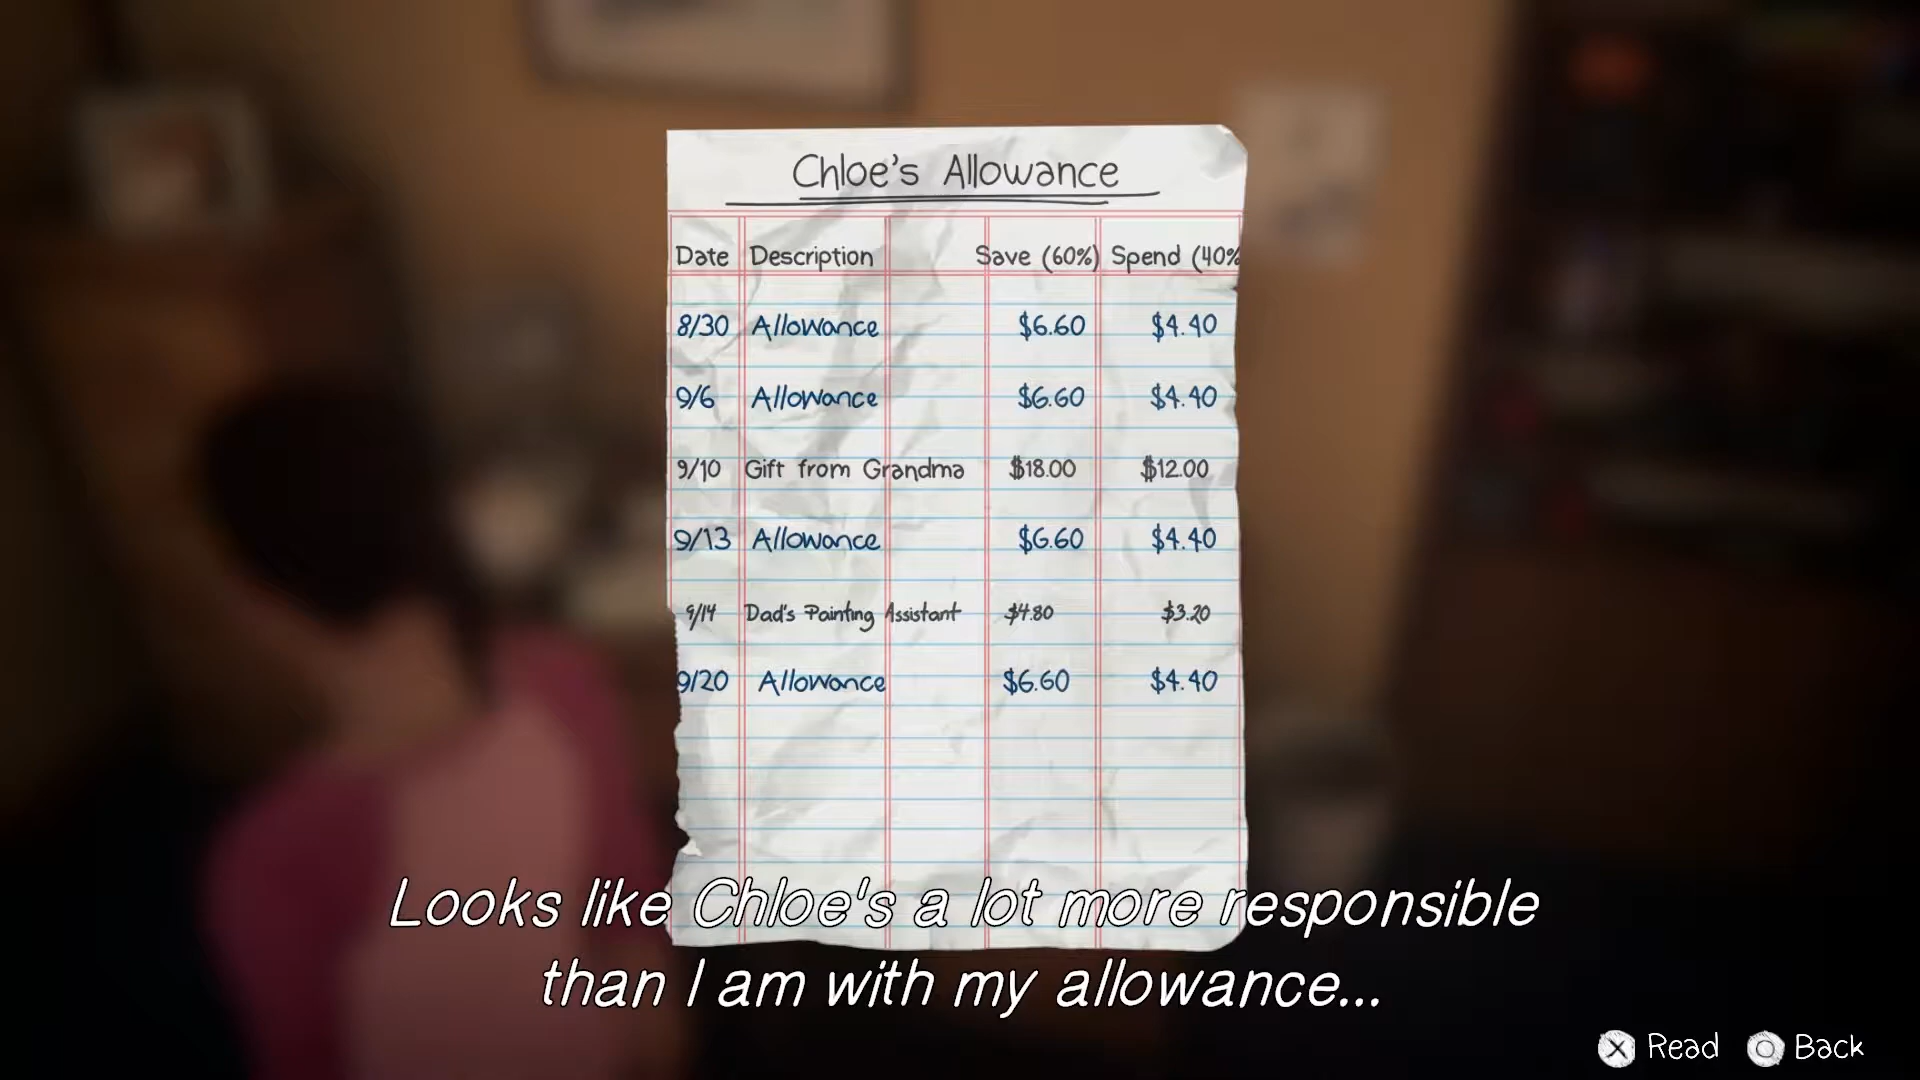 Chloe's Allowance
Date Description Save (60%) Spend (40%
8/30 Allowance $6.60 $4.40
9/6 Allowance $6.60 $4.40
9/10 Gift from Grandma $18.00 $12.00
9/13 Allowance $6.60 $4.40
9/14 Dad's Painting Assistant $4.80 $3.20
9/20 Allowance $6.60 $4.40
Looks like Chloe's a lot more responsible
than I am with my allowance...
Read Back